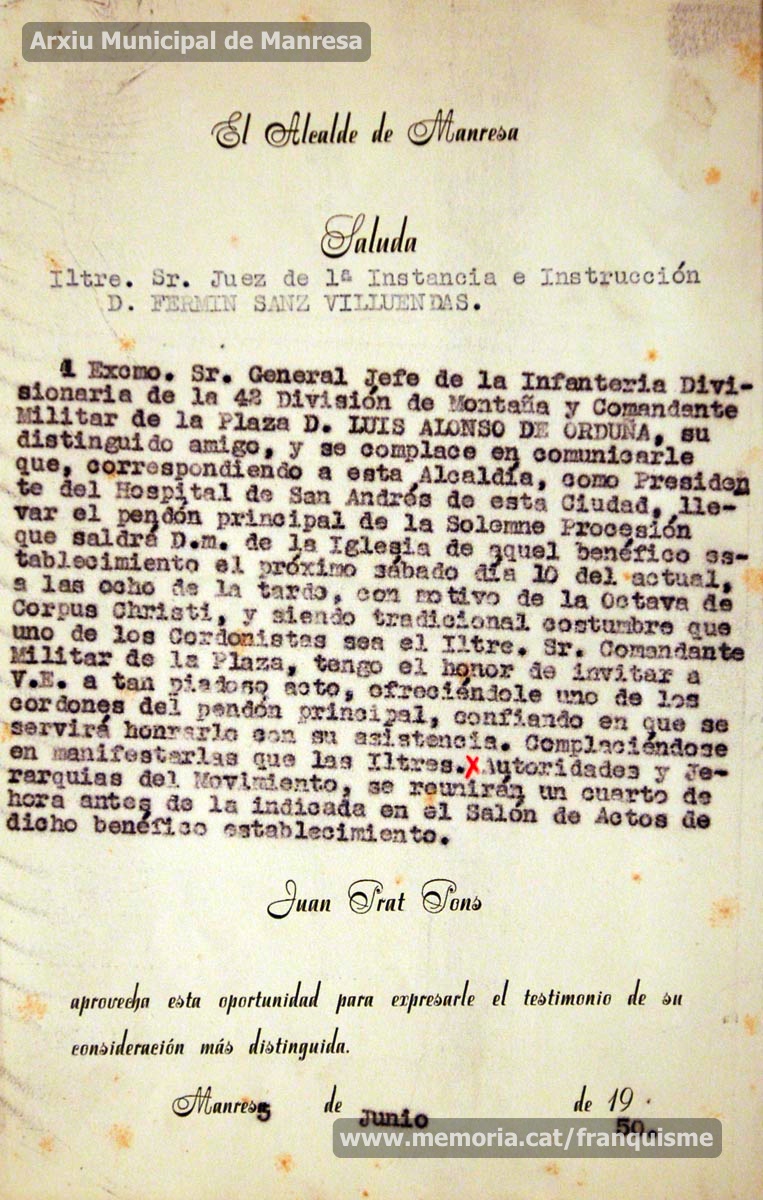 Arxiu Municipal de Manresa
El Alcalde de Manresa
Saluda
Iltre. Sr. Juez de 1ª Instancia e Instrucción
D. FERMIN SANZ VILLUENDAS.
al Excmo. Sr. General Jefe de la Infanteria Divi-
sionaria de la 42 División de Montaña y Comandante
Militar de la Plaza D. LUIS ALONSO DE ORDUÑA, su
distinguido amigo, y se complace en comunicarle
que, correspondiendo a esta Alcaldía, como Presiden
te del Hospital de San Andrés de esta Ciudad, lle-
var el pendón principal de la Solemne Procesión
que saldrá D.m. de la Iglesia de aquel benéfico es-
tablecimiento el próximo sábado día 10 del actual,
a las ocho de la tarde, con motivo de la Octava de
Corpus Christi, y siendo tradicional costumbre que
uno de los Cordonistas sea el Iltre. Sr. Comandante
Militar de la Plaza, tengo el honor de invitar a
V.E. a tan piadoso acto, ofreciéndole uno de los
cordones del pendón principal, confiando en que se
servirá honrarlo con su asistencia. Complaciéndose
en manifestarlas que las Iltres. X Autoridades y Je-
rarquias del Movimiento, se reunirán un cuarto de
hora antes de la indicada en el Salón de Actos de
dicho benéfico establecimiento.
Juan Prat Pons
aprovecha esta oportunidad para expresarle el testimonio de su
consideración más distinguida.
Manresa 5 de Junio de 19 50.
www.memoria.cat/franquisme